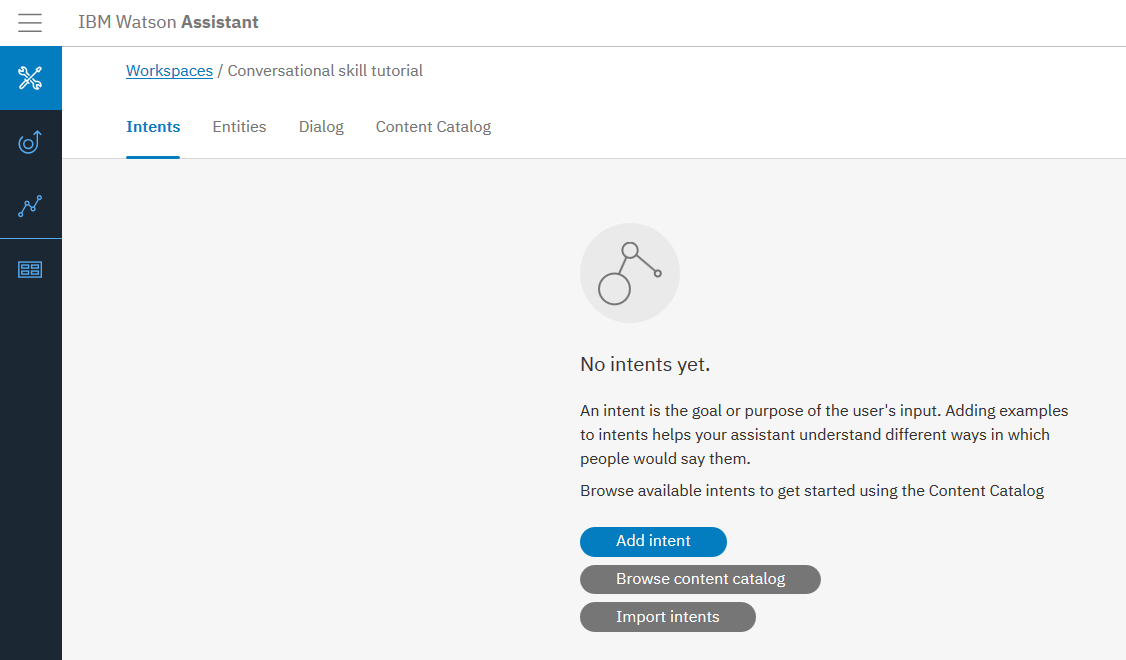 IBM Watson Assistant
Workspaces / Conversational skill tutorial
Intents Entities Dialog Content Catalog
No intents yet.
An intent is the goal or purpose of the user's input. Adding examples
to intents helps your assistant understand different ways in which
people would say them.
Browse available intents to get started using the Content Catalog
Add intent
Browse content catalog
Import intents